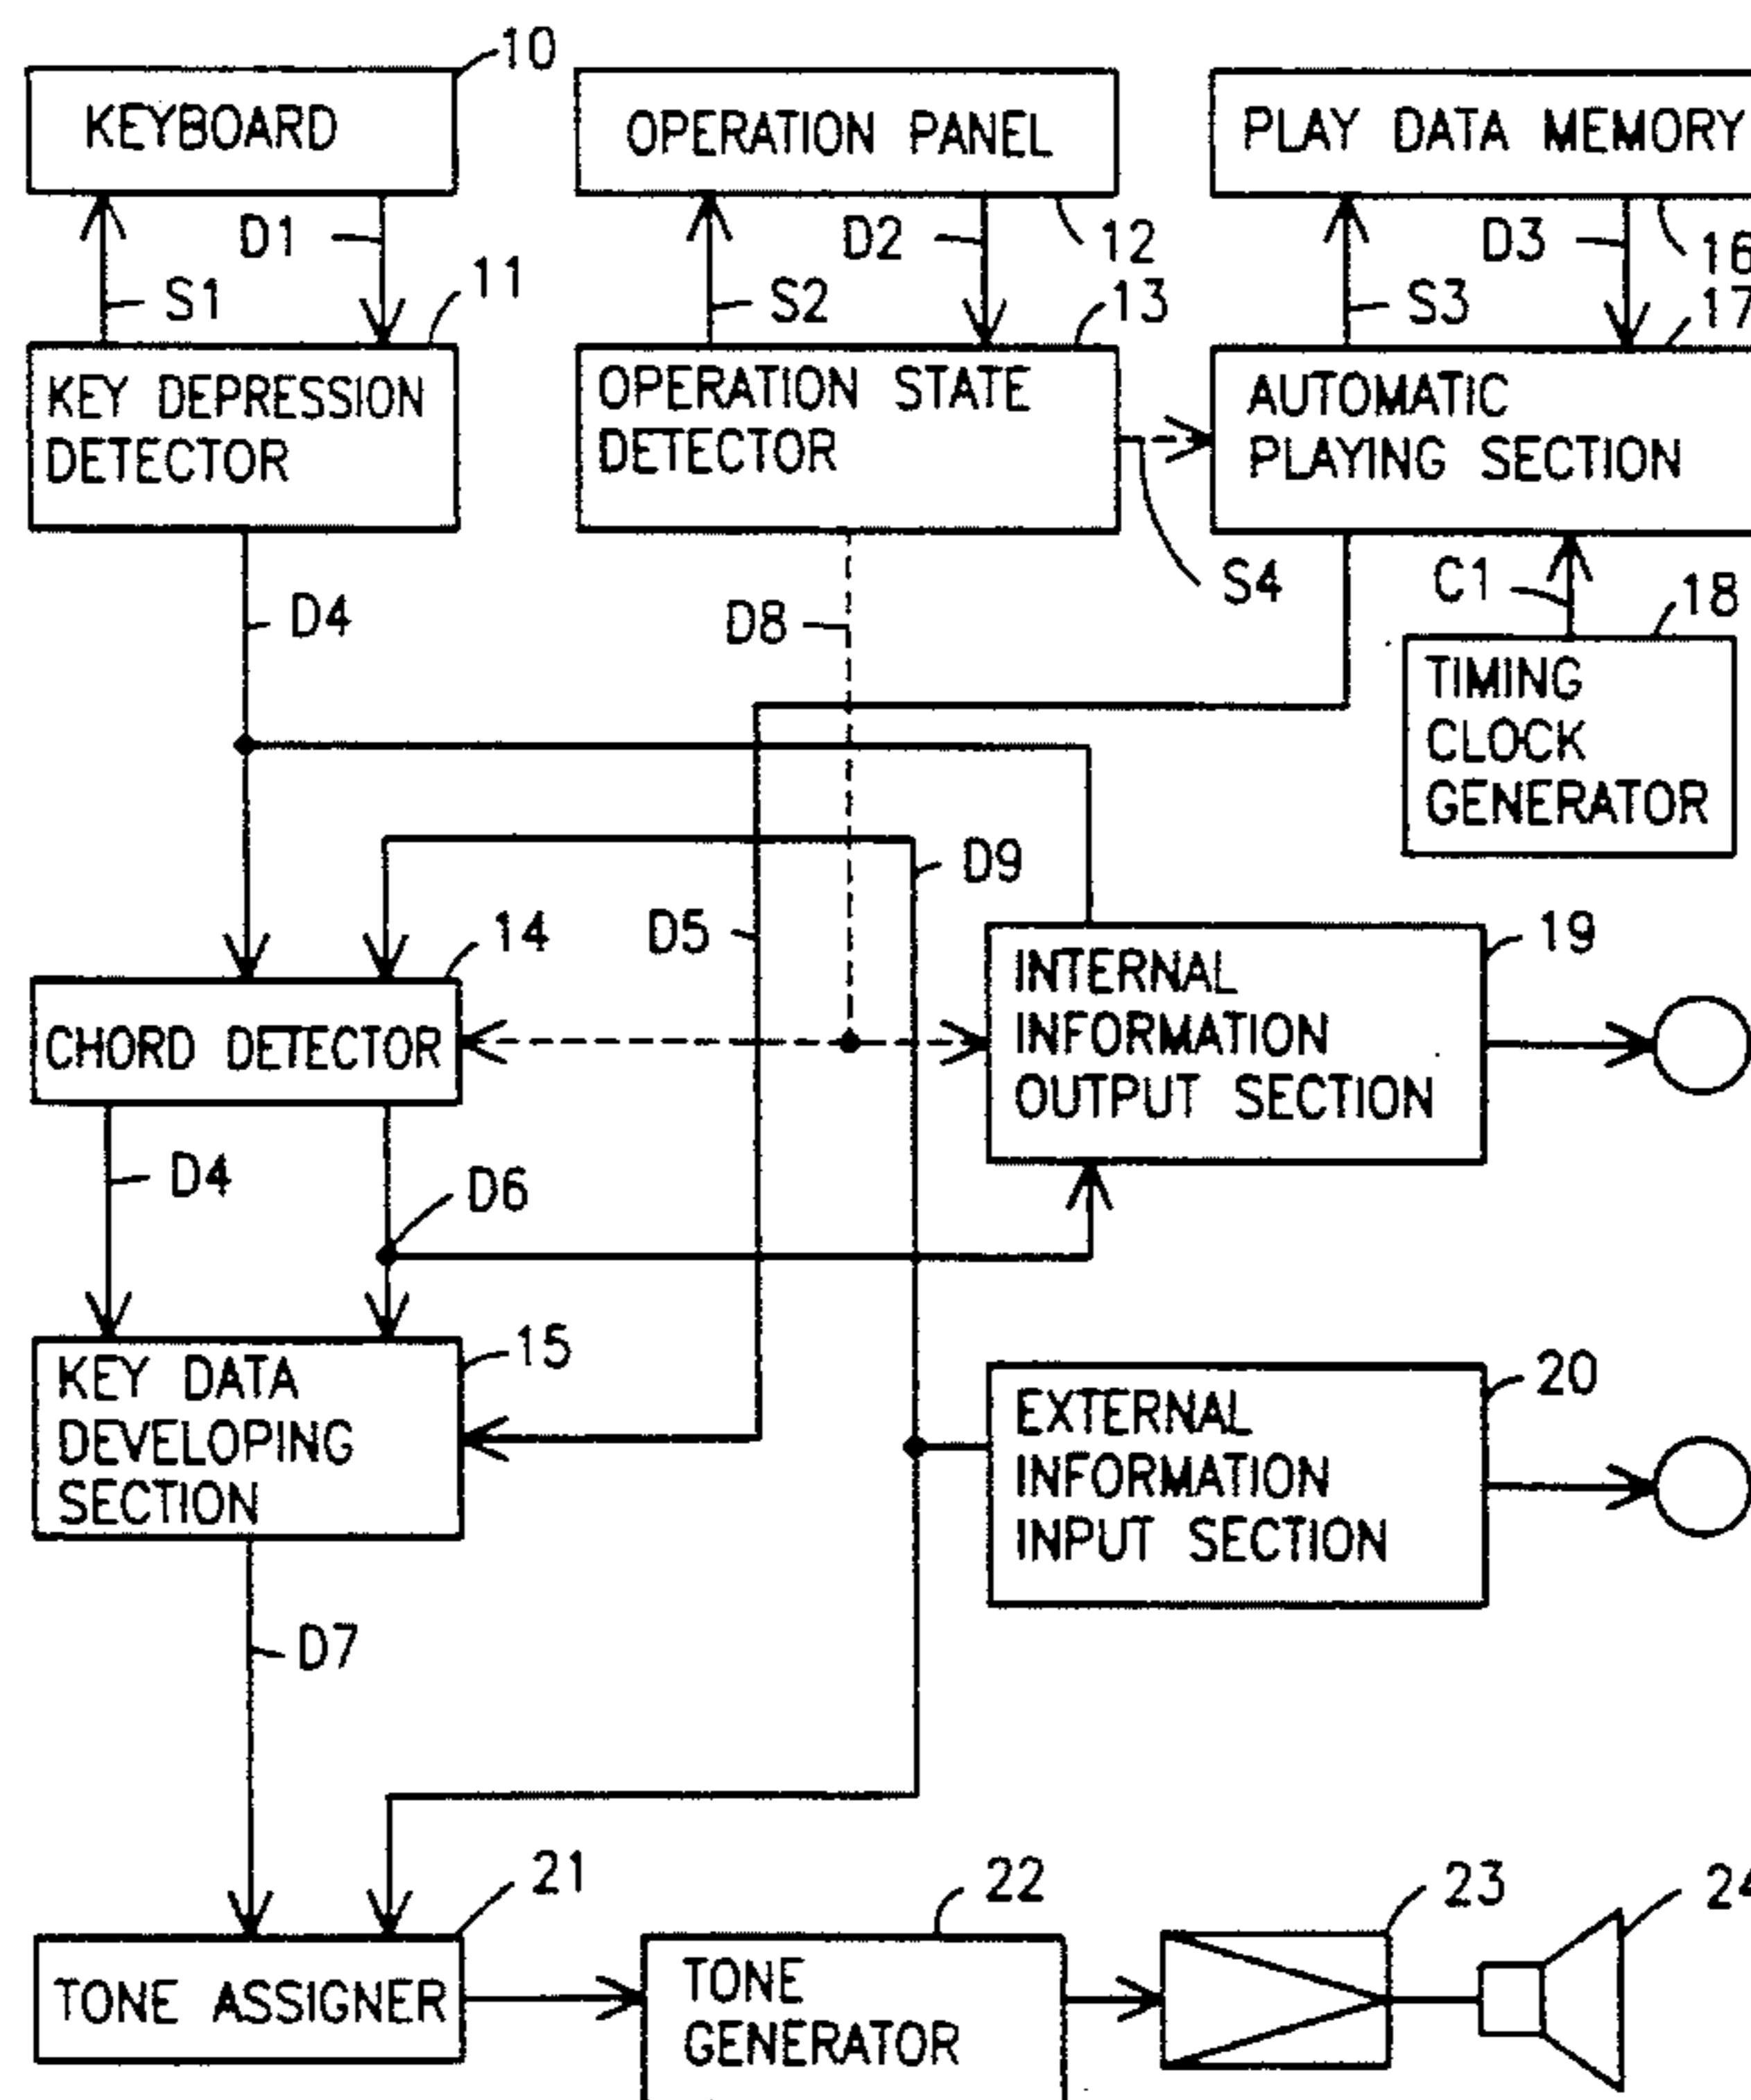 10
KEYBOARD
OPERATION PANEL
PLAY DATA MEMORY
D1
D2
12
D3
16
S1
11
S2
13
S3
17
KEY DEPRESSION
DETECTOR
OPERATION STATE
DETECTOR
AUTOMATIC
PLAYING SECTION
S4
C1
18
D4
D8
TIMING
CLOCK
GENERATOR
D9
14
D5
19
CHORD DETECTOR
INTERNAL
INFORMATION
OUTPUT SECTION
D4
D6
15
KEY DATA
DEVELOPING
SECTION
20
EXTERNAL
INFORMATION
INPUT SECTION
D7
21
22
23
24
TONE ASSIGNER
TONE
GENERATOR